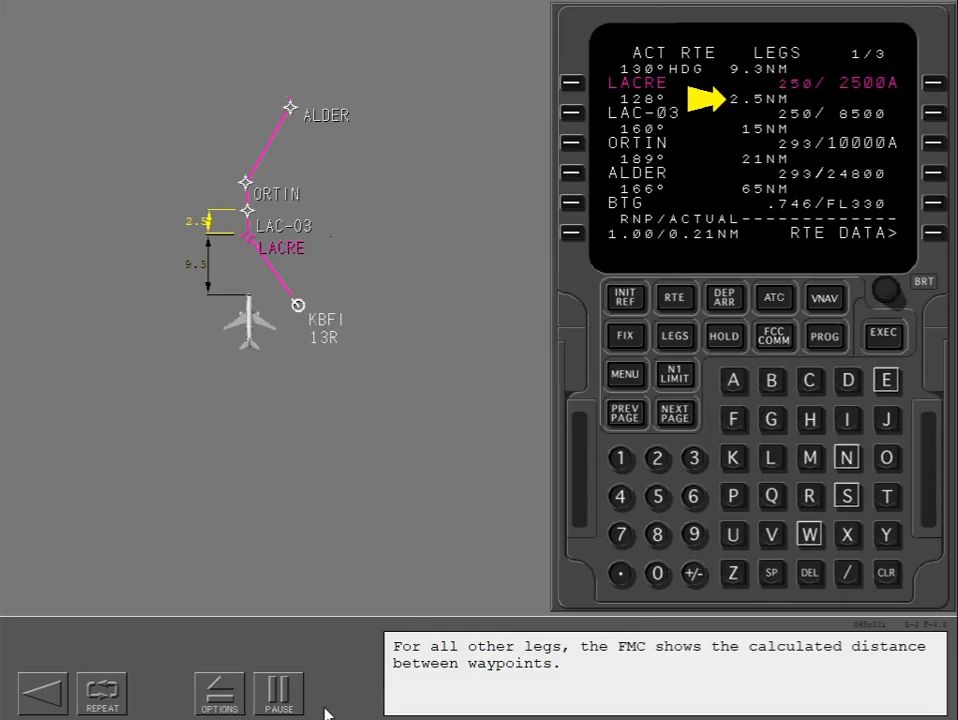 ACT RTE LEGS 1/3
130°HDG 9.3NM
LACRE 250/ 2500A
128° 2.5NM
LAC-03 250/ 8500
160° 15NM
ORTIN 293/10000A
189° 21NM
ALDER 293/24800
166° 65NM
BTG .746/FL330
RNP/ACTUAL--------------
1.00/0.21NM RTE DATA>
ALDER
ORTIN
LAC-03
LACRE
2.5
9.3
KBFI
13R
BRT
INIT REF
RTE
DEP ARR
ATC
VNAV
FIX
LEGS
HOLD
FCC COMM
PROG
EXEC
MENU
N1 LIMIT
PREV PAGE
NEXT PAGE
A B C D E
F G H I J
1 2 3 K L M N O
4 5 6 P Q R S T
7 8 9 U V W X Y
. 0 +/- Z SP DEL / CLR
For all other legs, the FMC shows the calculated distance
between waypoints.
REPEAT
OPTIONS
PAUSE